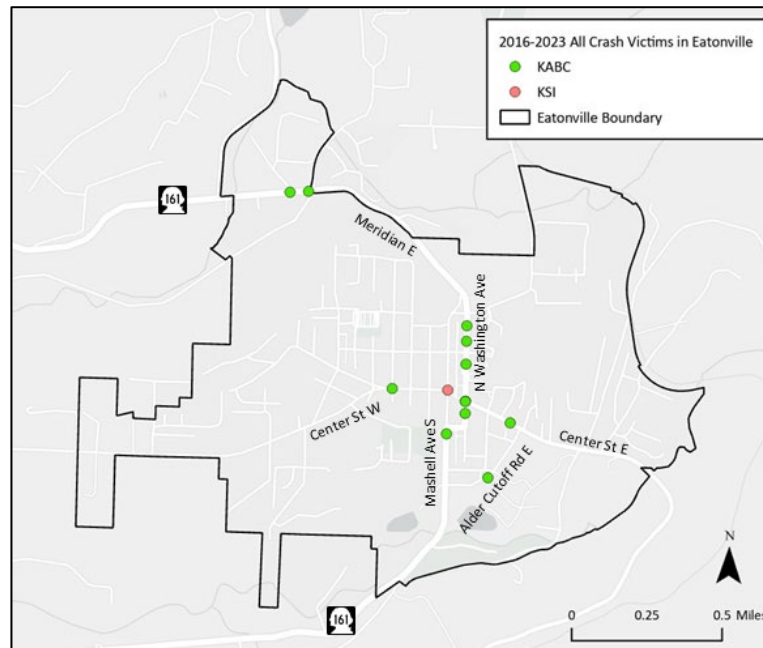 2016-2023 All Crash Victims in Eatonville
KABC
KSI
Eatonville Boundary
161
Meridian E
N Washington Ave
Center St W
Mashell Ave S
Center St E
Alder Cutoff Rd E
N
161
0 0.25 0.5 Miles